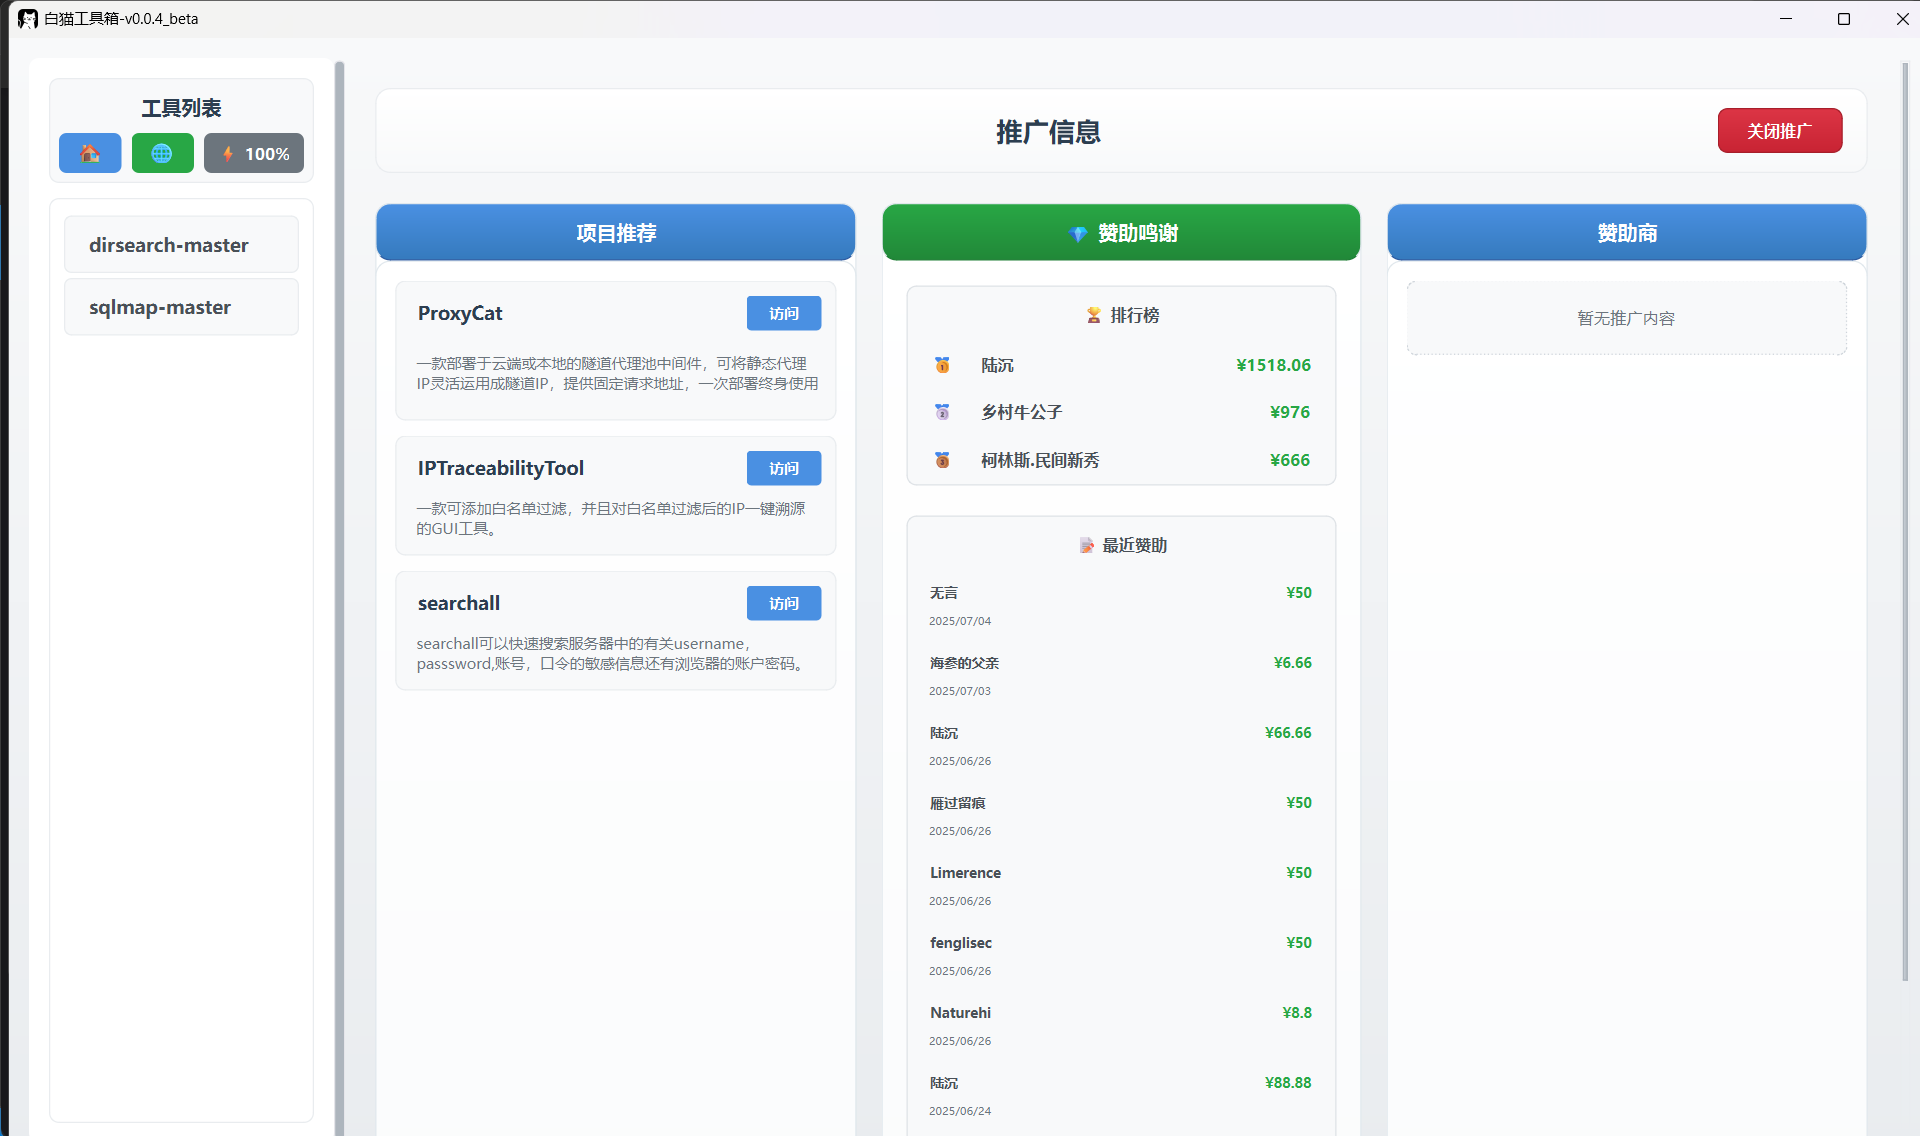 白猫工具箱-v0.0.4_beta
工具列表
100%
dirsearch-master
sqlmap-master
推广信息
关闭推广
项目推荐
ProxyCat
访问
一款部署于云端或本地的隧道代理池中间件，可将静态代理
IP灵活运用成隧道IP，提供固定请求地址，一次部署终身使用
IPTraceabilityTool
访问
一款可添加白名单过滤，并且对白名单过滤后的IP一键溯源
的GUI工具。
searchall
访问
searchall可以快速搜索服务器中的有关username，
passsword,账号，口令的敏感信息还有浏览器的账户密码。
赞助鸣谢
排行榜
陆沉 ¥1518.06
乡村牛公子 ¥976
柯林斯.民间新秀 ¥666
最近赞助
无言 ¥50
2025/07/04
海参的父亲 ¥6.66
2025/07/03
陆沉 ¥66.66
2025/06/26
雁过留痕 ¥50
2025/06/26
Limerence ¥50
2025/06/26
fenglisec ¥50
2025/06/26
Naturehi ¥8.8
2025/06/26
陆沉 ¥88.88
2025/06/24
赞助商
暂无推广内容